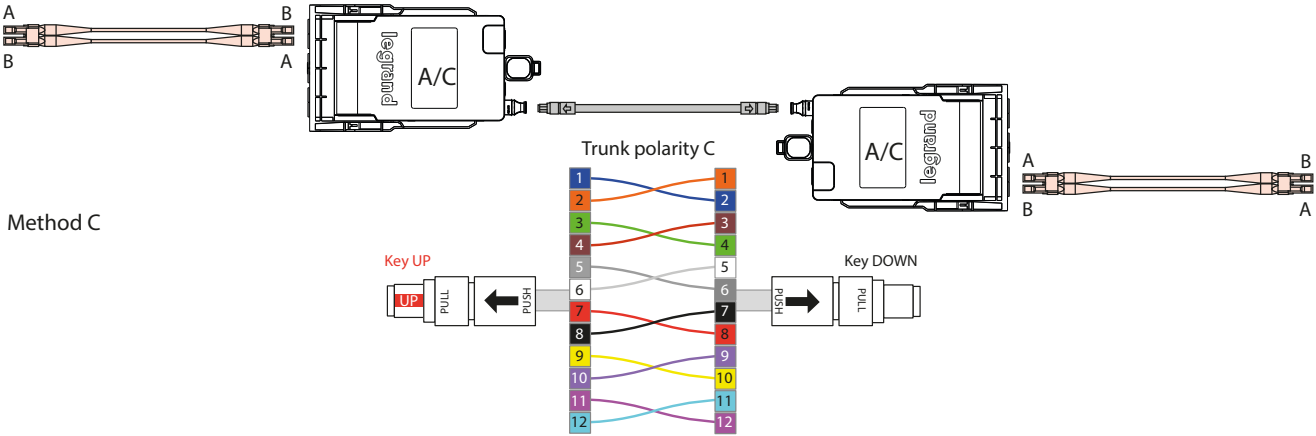 A
B
B
A
legrand
A/C
A/C
legrand
A
B
B
A
Trunk polarity C
Method C
Key UP
UP
PULL
PUSH
1
2
3
4
5
6
7
8
9
10
11
12
1
2
3
4
5
6
7
8
9
10
11
12
Key DOWN
PUSH
PULL